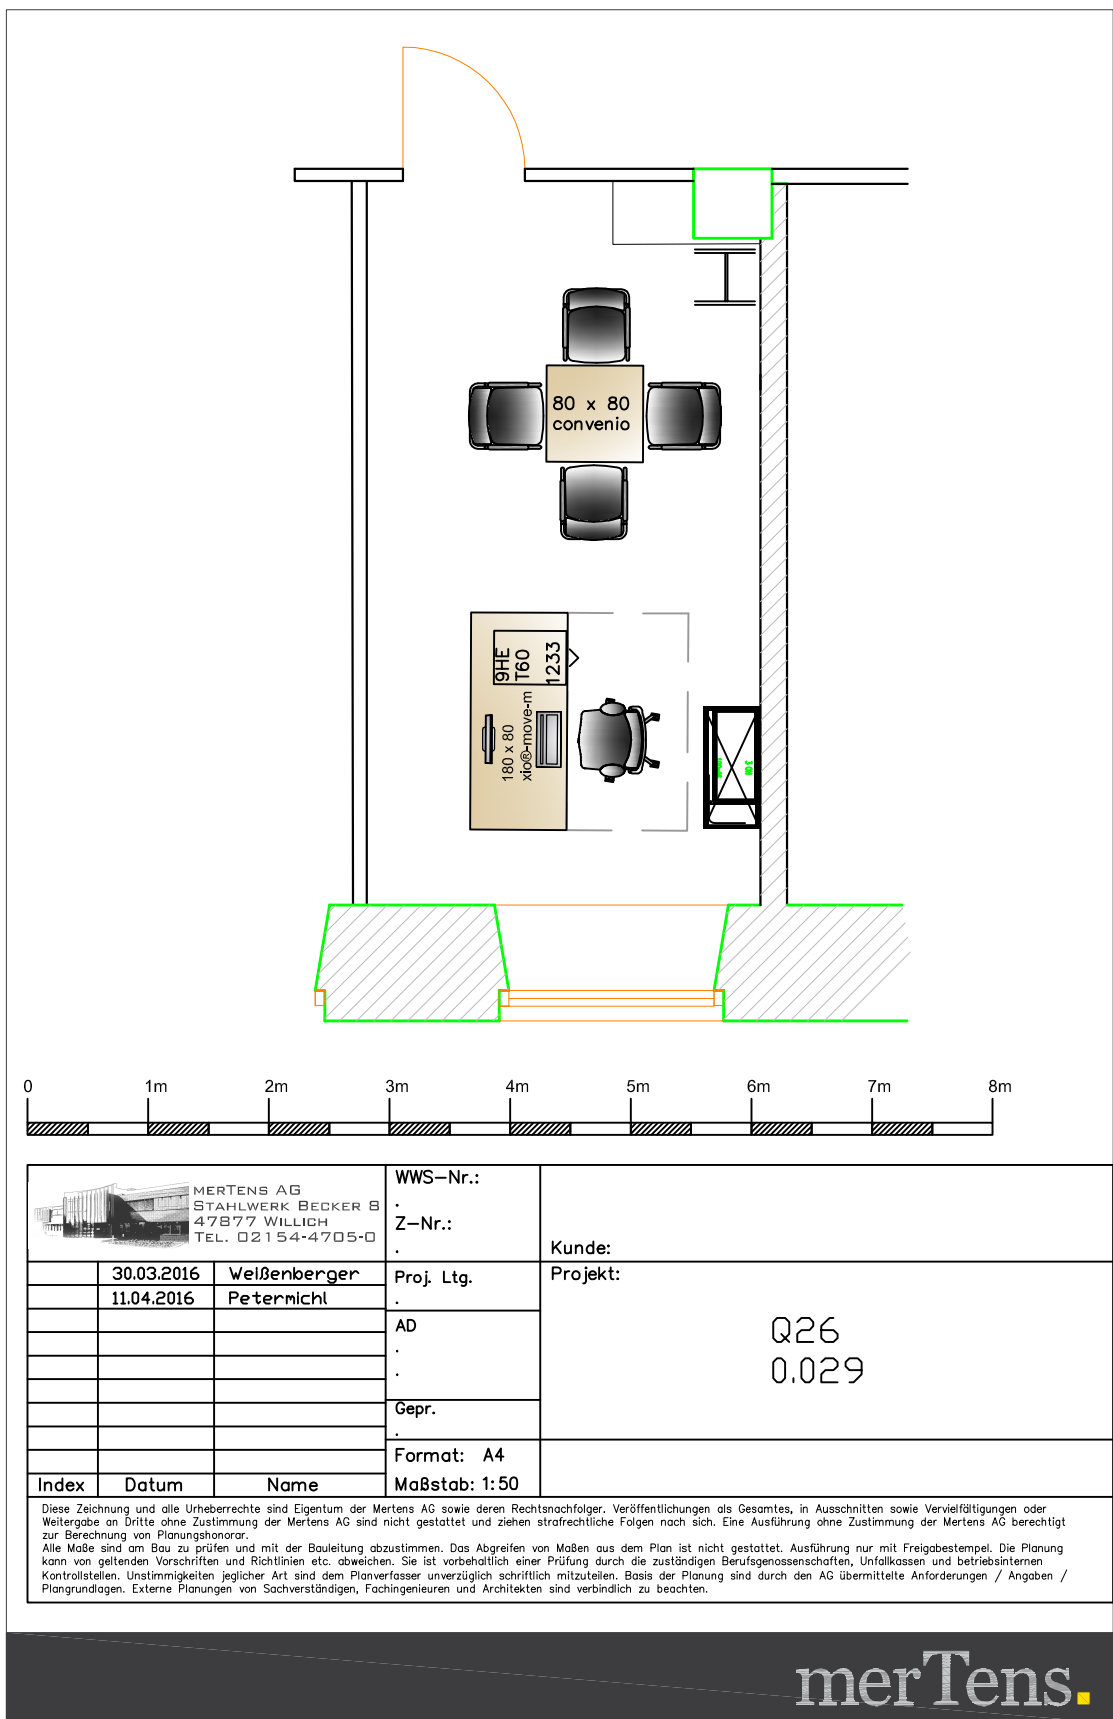 80 x 80
convenio
9HE
T60
1233
180 x 80
xio®-move-m
3 OH
0
1m
2m
3m
4m
5m
6m
7m
8m
merTens AG
Stahlwerk Becker 8
47877 Willich
Tel. 02154-4705-0
WWS-Nr.:
.
Z-Nr.:
.
Kunde:
30.03.2016 Weißenberger
11.04.2016 Petermichl
Proj. Ltg.
.
AD
.
.
Gepr.
.
Format: A4
Maßstab: 1:50
Index Datum Name
Projekt:
Q26
0.029
Diese Zeichnung und alle Urheberrechte sind Eigentum der Mertens AG sowie deren Rechtsnachfolger. Veröffentlichungen als Gesamtes, in Ausschnitten sowie Vervielfältigungen oder
Weitergabe an Dritte ohne Zustimmung der Mertens AG sind nicht gestattet und ziehen strafrechtliche Folgen nach sich. Eine Ausführung ohne Zustimmung der Mertens AG berechtigt
zur Berechnung von Planungshonorar.
Alle Maße sind am Bau zu prüfen und mit der Bauleitung abzustimmen. Das Abgreifen von Maßen aus dem Plan ist nicht gestattet. Ausführung nur mit Freigabestempel. Die Planung
kann von geltenden Vorschriften und Richtlinien etc. abweichen. Sie ist vorbehaltlich einer Prüfung durch die zuständigen Berufsgenossenschaften, Unfallkassen und betriebsinternen
Kontrollstellen. Unstimmigkeiten jeglicher Art sind dem Planverfasser unverzüglich schriftlich mitzuteilen. Basis der Planung sind durch den AG übermittelte Anforderungen / Angaben /
Plangrundlagen. Externe Planungen von Sachverständigen, Fachingenieuren und Architekten sind verbindlich zu beachten.
merTens.